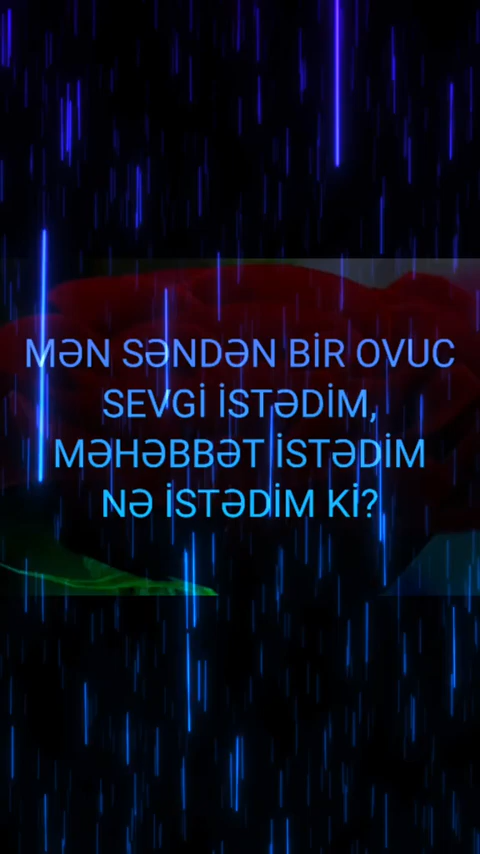 MƏN SƏNDƏN BİR OVUC
SEVGİ İSTƏDİM,
MƏHƏBBƏT İSTƏDİM
NƏ İSTƏDİM Kİ?